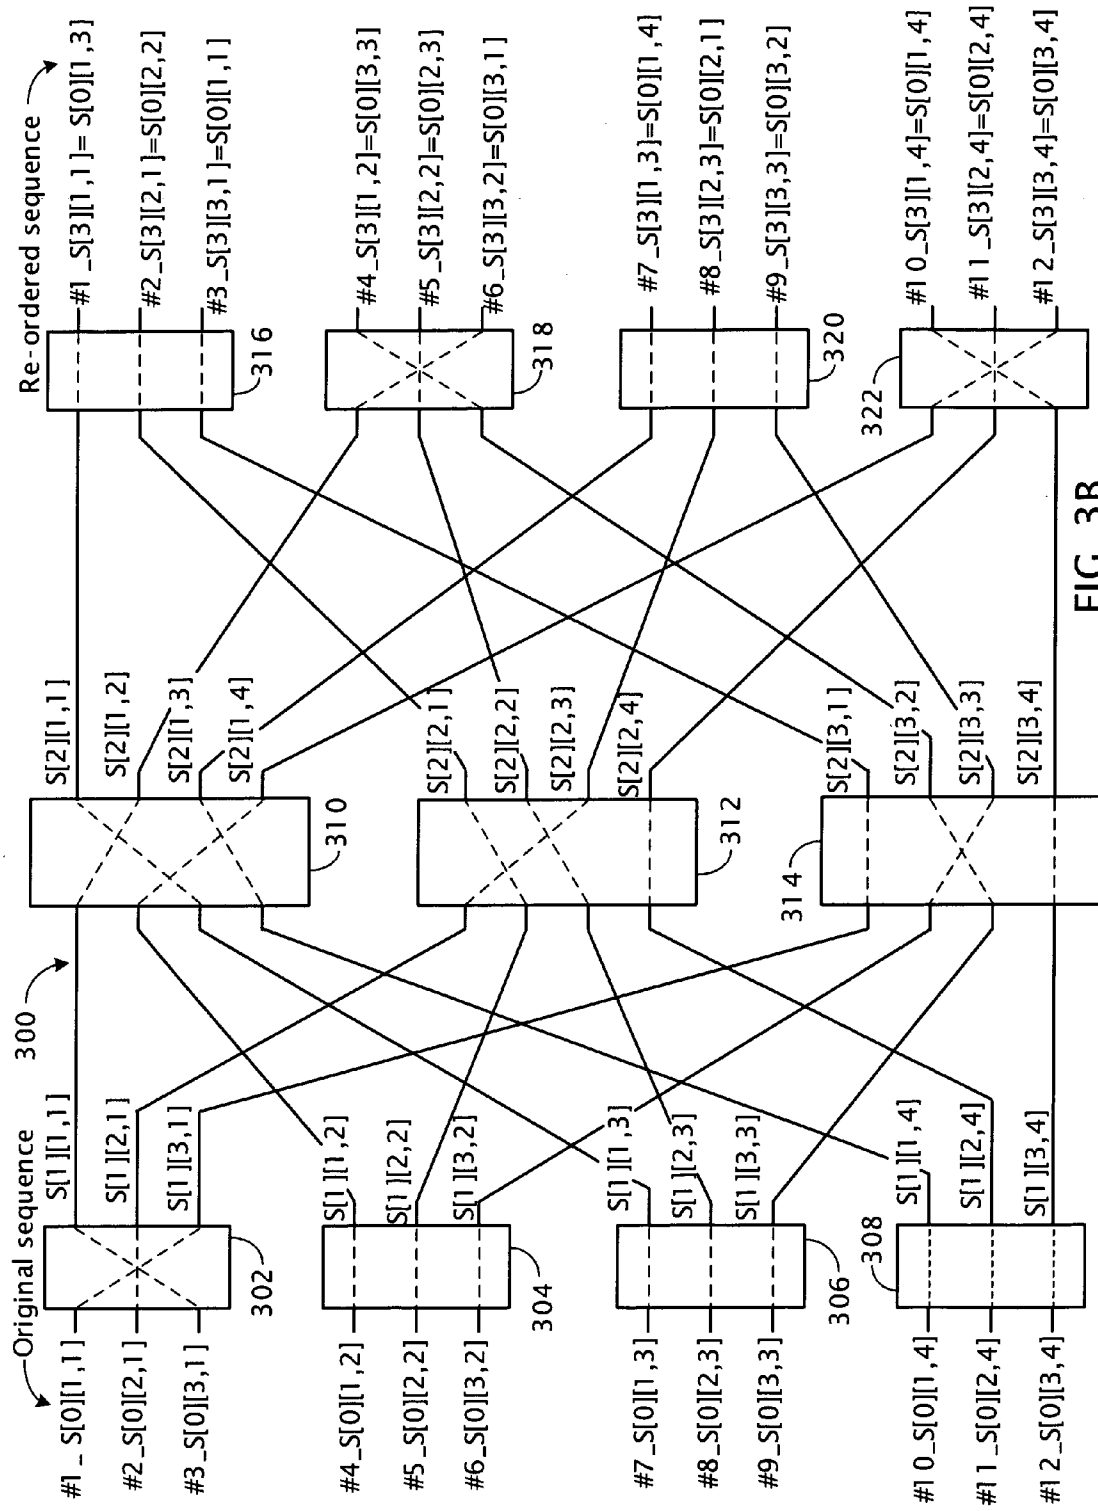 Original sequence
300
Re-ordered sequence
#1_ S[0][1,1]
#2_S[0][2,1]
#3_S[0][3,1]
302
#4_S[0][1,2]
#5_S[0][2,2]
#6_S[0][3,2]
304
#7_S[0][1,3]
#8_S[0][2,3]
#9_S[0][3,3]
306
308
#10_S[0][1,4]
#11_S[0][2,4]
#12_S[0][3,4]
S[1][1,1]
S[1][2,1]
S[1][3,1]
S[1][1,2]
S[1][2,2]
S[1][3,2]
S[1][1,3]
S[1][2,3]
S[1][3,3]
S[1][1,4]
S[1][2,4]
S[1][3,4]
310
312
314
S[2][1,1]
S[2][1,2]
S[2][1,3]
S[2][1,4]
S[2][2,1]
S[2][2,2]
S[2][2,3]
S[2][2,4]
S[2][3,1]
S[2][3,2]
S[2][3,3]
S[2][3,4]
316
318
320
322
#1_S[3][1,1]= S[0][1,3]
#2_S[3][2,1]=S[0][2,2]
#3_S[3][3,1]=S[0][1,1]
#4_S[3][1,2]=S[0][3,3]
#5_S[3][2,2]=S[0][2,3]
#6_S[3][3,2]=S[0][3,1]
#7_S[3][1,3]=S[0][1,4]
#8_S[3][2,3]=S[0][2,1]
#9_S[3][3,3]=S[0][3,2]
#10_S[3][1,4]=S[0][1,4]
#11_S[3][2,4]=S[0][2,4]
#12_S[3][3,4]=S[0][3,4]
FIG. 3B